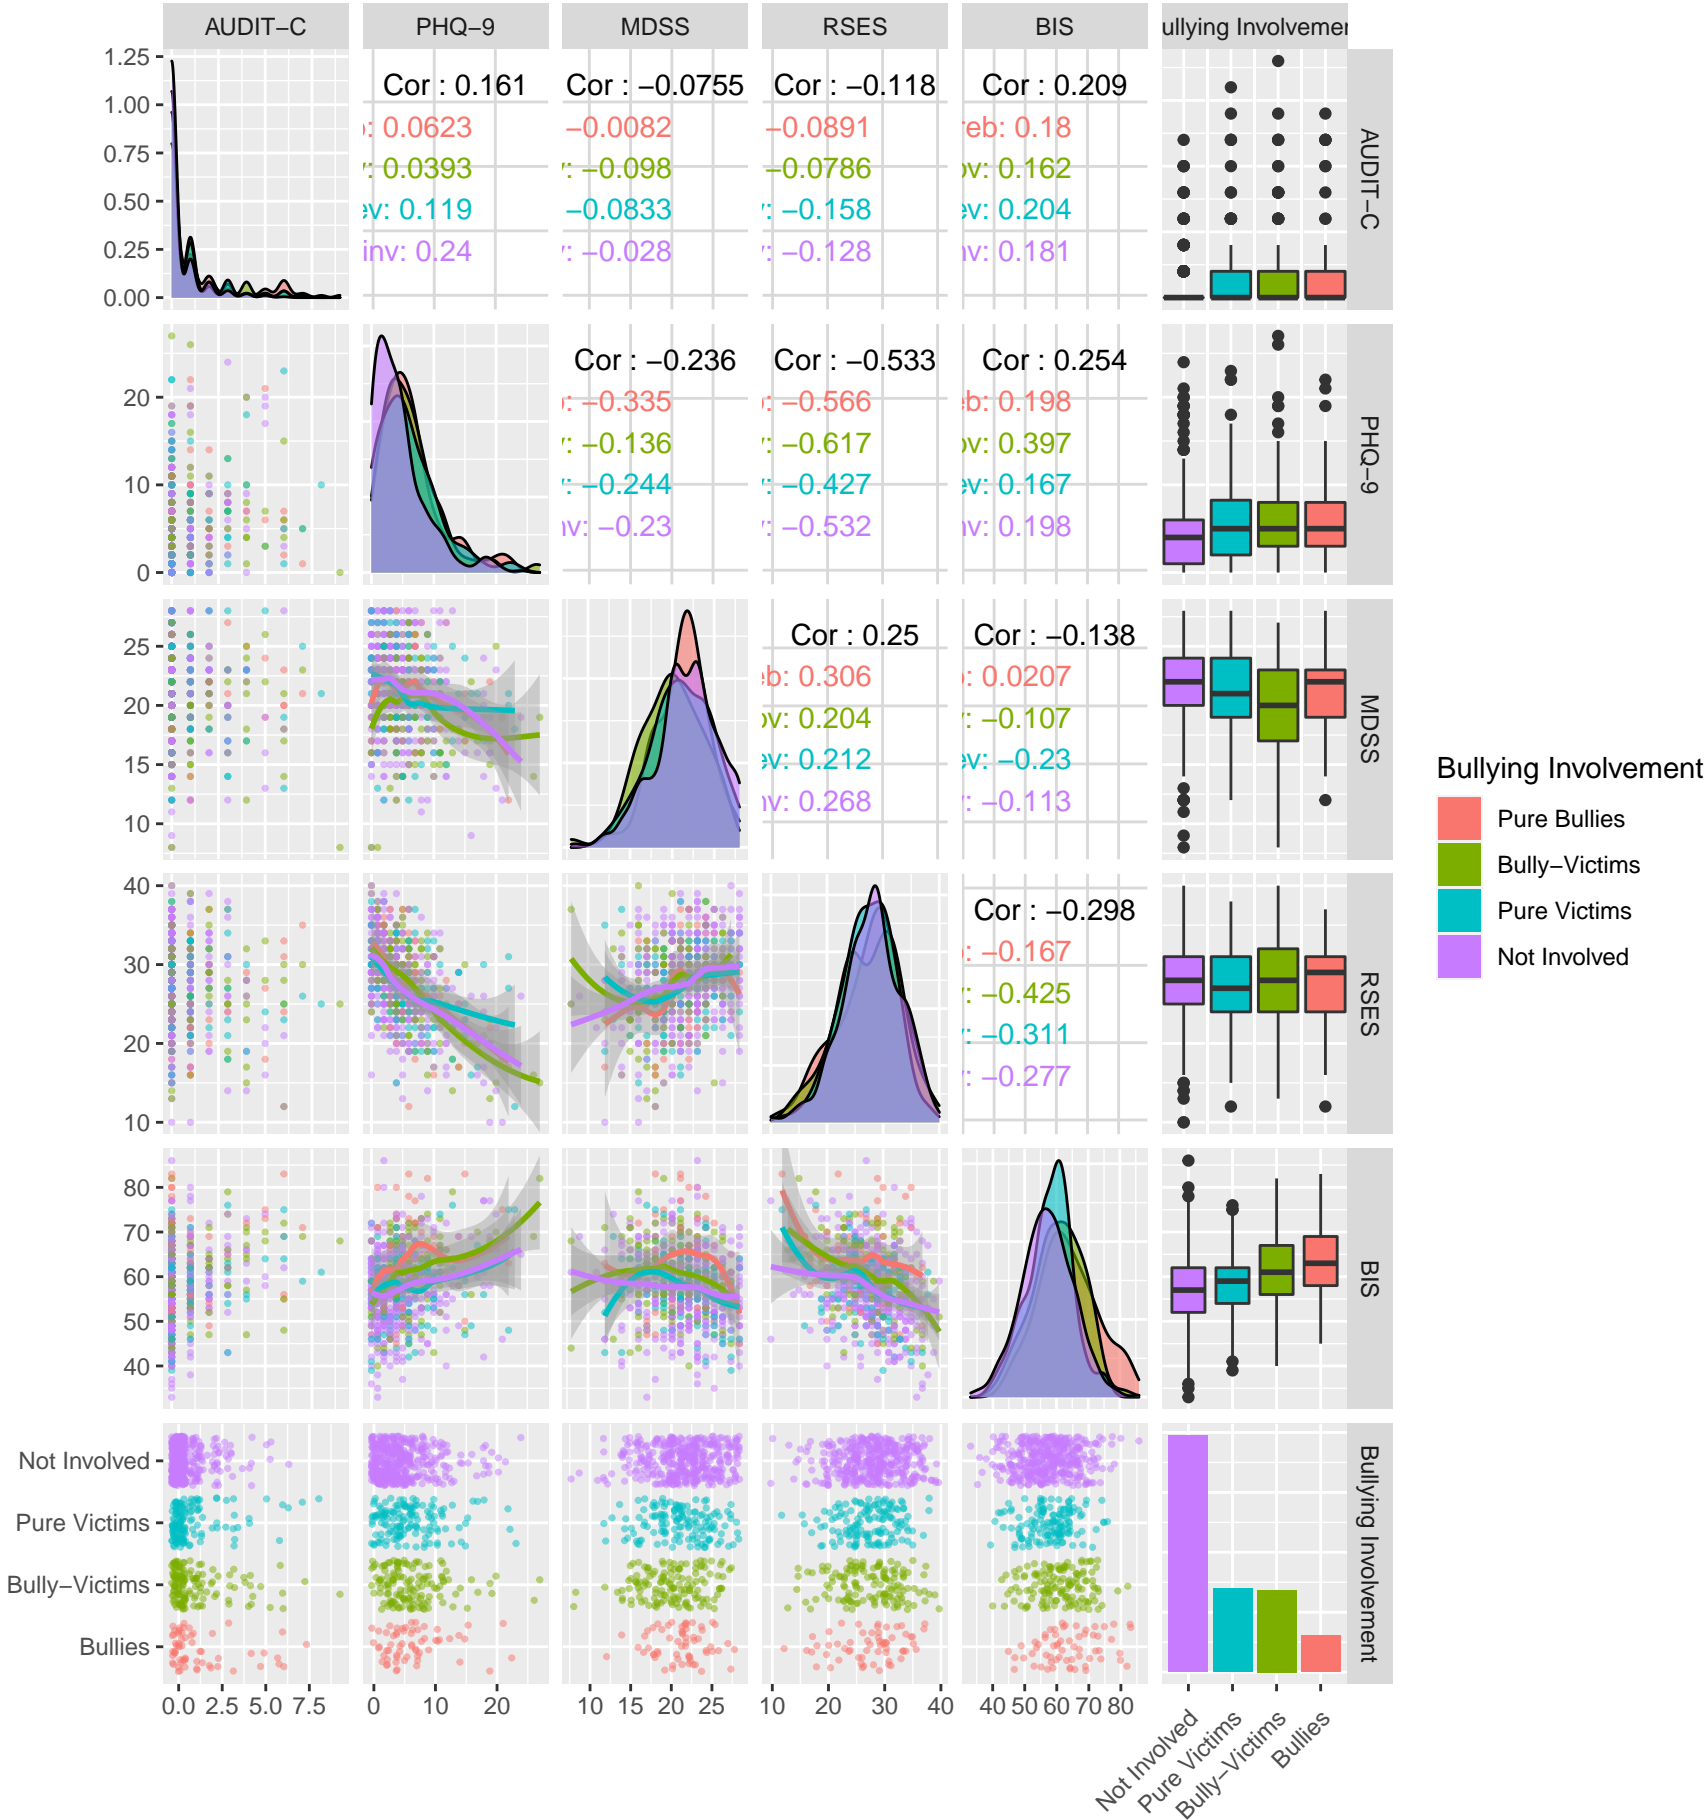 AUDIT−C PHQ−9 MDSS RSES BIS ullying Involvemen
1.25
1.00
0.75
0.50
0.25
0.00
Cor : 0.161 Cor : −0.0755 Cor : −0.118 Cor : 0.209
: 0.0623 −0.0082 −0.0891 reb: 0.18
: 0.0393 : −0.098 −0.0786 ov: 0.162
ev: 0.119 −0.0833 : −0.158 ev: 0.204
inv: 0.24 : −0.028 : −0.128 nv: 0.181
AUDIT−C
20
10
0
Cor : −0.236 Cor : −0.533 Cor : 0.254
: −0.335 : −0.566 eb: 0.198
: −0.136 : −0.617 ov: 0.397
: −0.244 : −0.427 ev: 0.167
nv: −0.23 : −0.532 nv: 0.198
PHQ−9
25
20
15
10
Cor : 0.25 Cor : −0.138
eb: 0.306 : 0.0207
ov: 0.204 : −0.107
ev: 0.212 ev: −0.23
nv: 0.268 : −0.113
MDSS
40
30
20
10
Cor : −0.298
: −0.167
: −0.425
: −0.311
: −0.277
RSES
80
70
60
50
40
BIS
Not Involved
Pure Victims
Bully−Victims
Bullies
Bullying Involvement
0.0 2.5 5.0 7.5
0 10 20
10 15 20 25
10 20 30 40
40 50 60 70 80
Not Involved
Pure Victims
Bully−Victims
Bullies
Bullying Involvement
Pure Bullies
Bully−Victims
Pure Victims
Not Involved